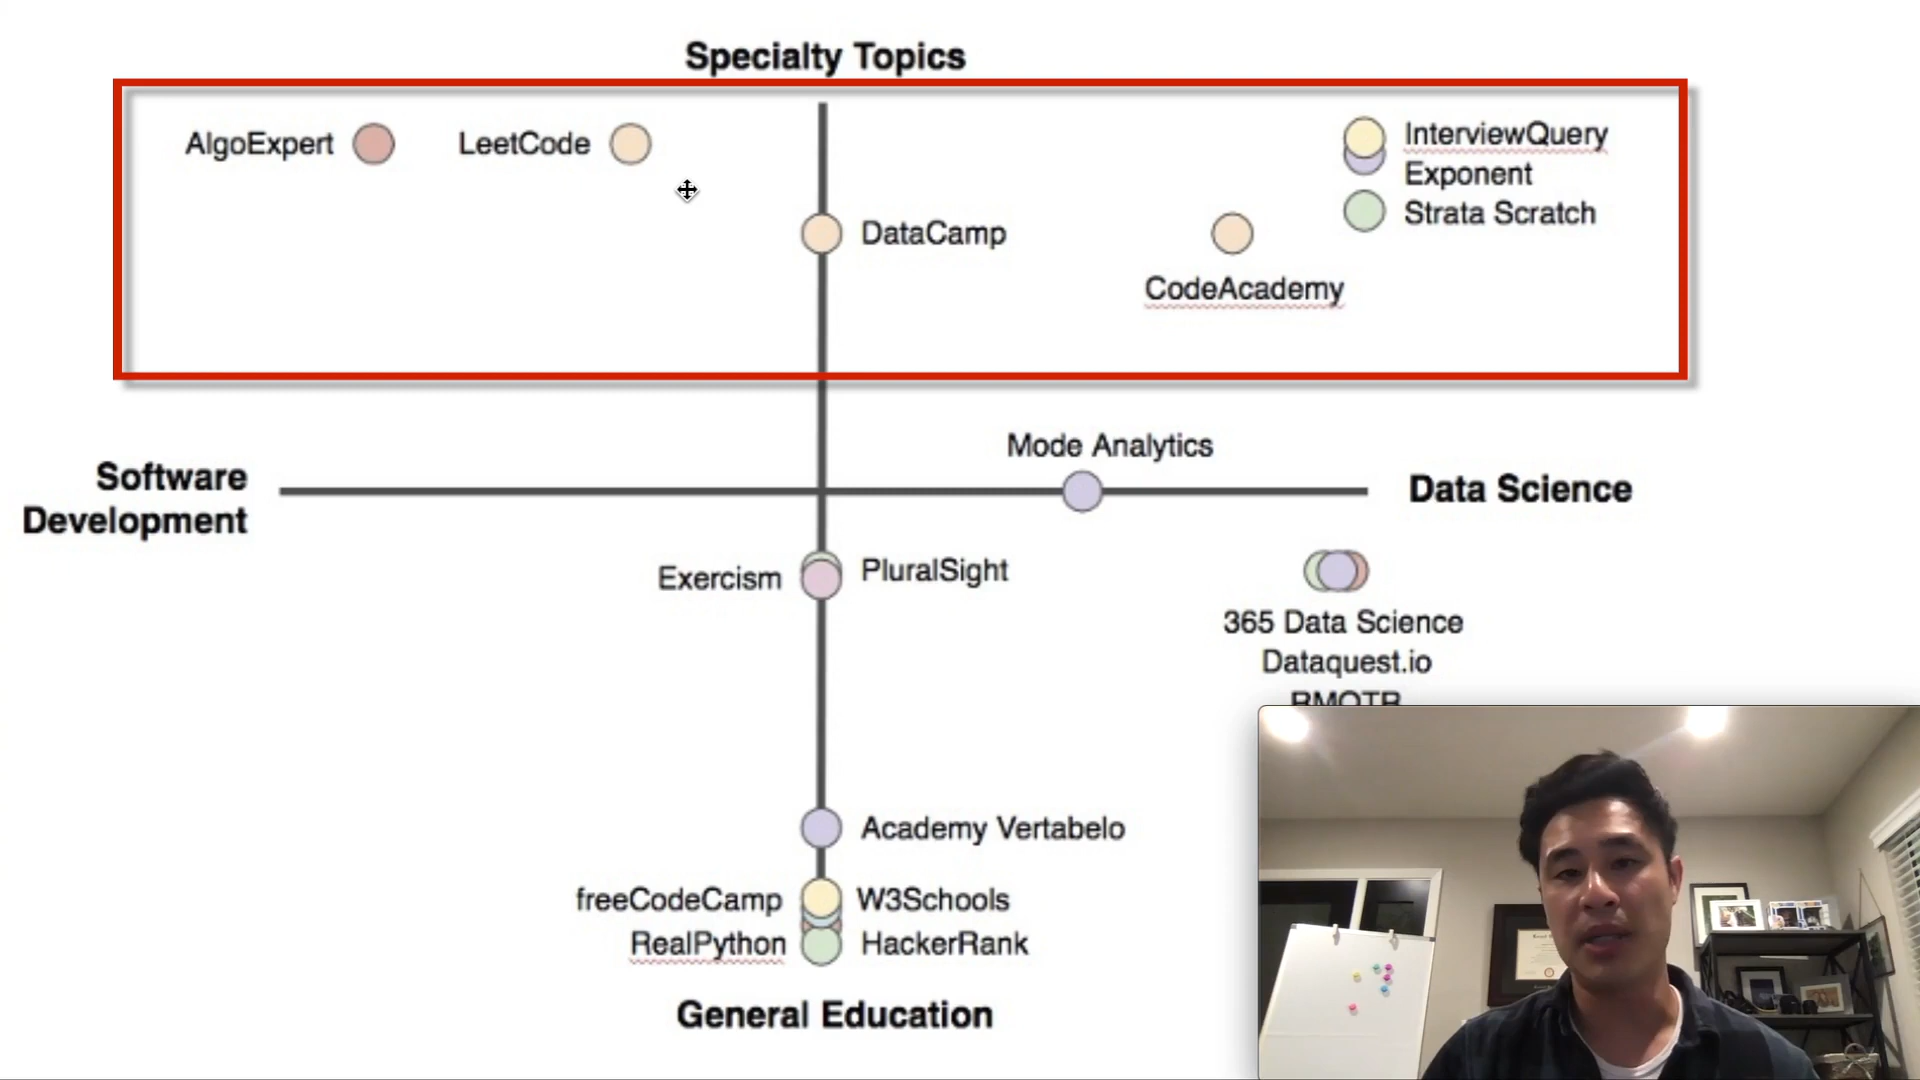 Specialty Topics
AlgoExpert
LeetCode
InterviewQuery
Exponent
Strata Scratch
DataCamp
CodeAcademy
Mode Analytics
Software
Development
Data Science
Exercism
PluralSight
365 Data Science
Dataquest.io
RMOTR
Academy Vertabelo
freeCodeCamp
W3Schools
RealPython
HackerRank
General Education